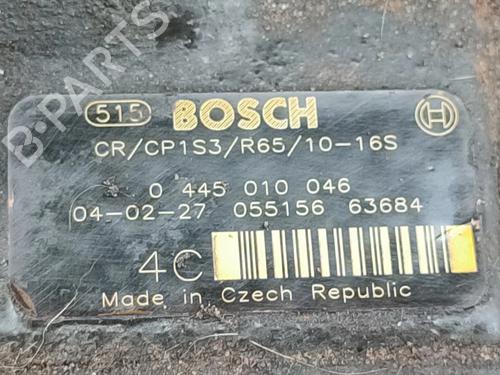 B-PARTS
515 BOSCH
CR/CP1S3/R65/10-16S
0 445 010 046
04-02-27 055156 63684
4C
Made in Czech Republic